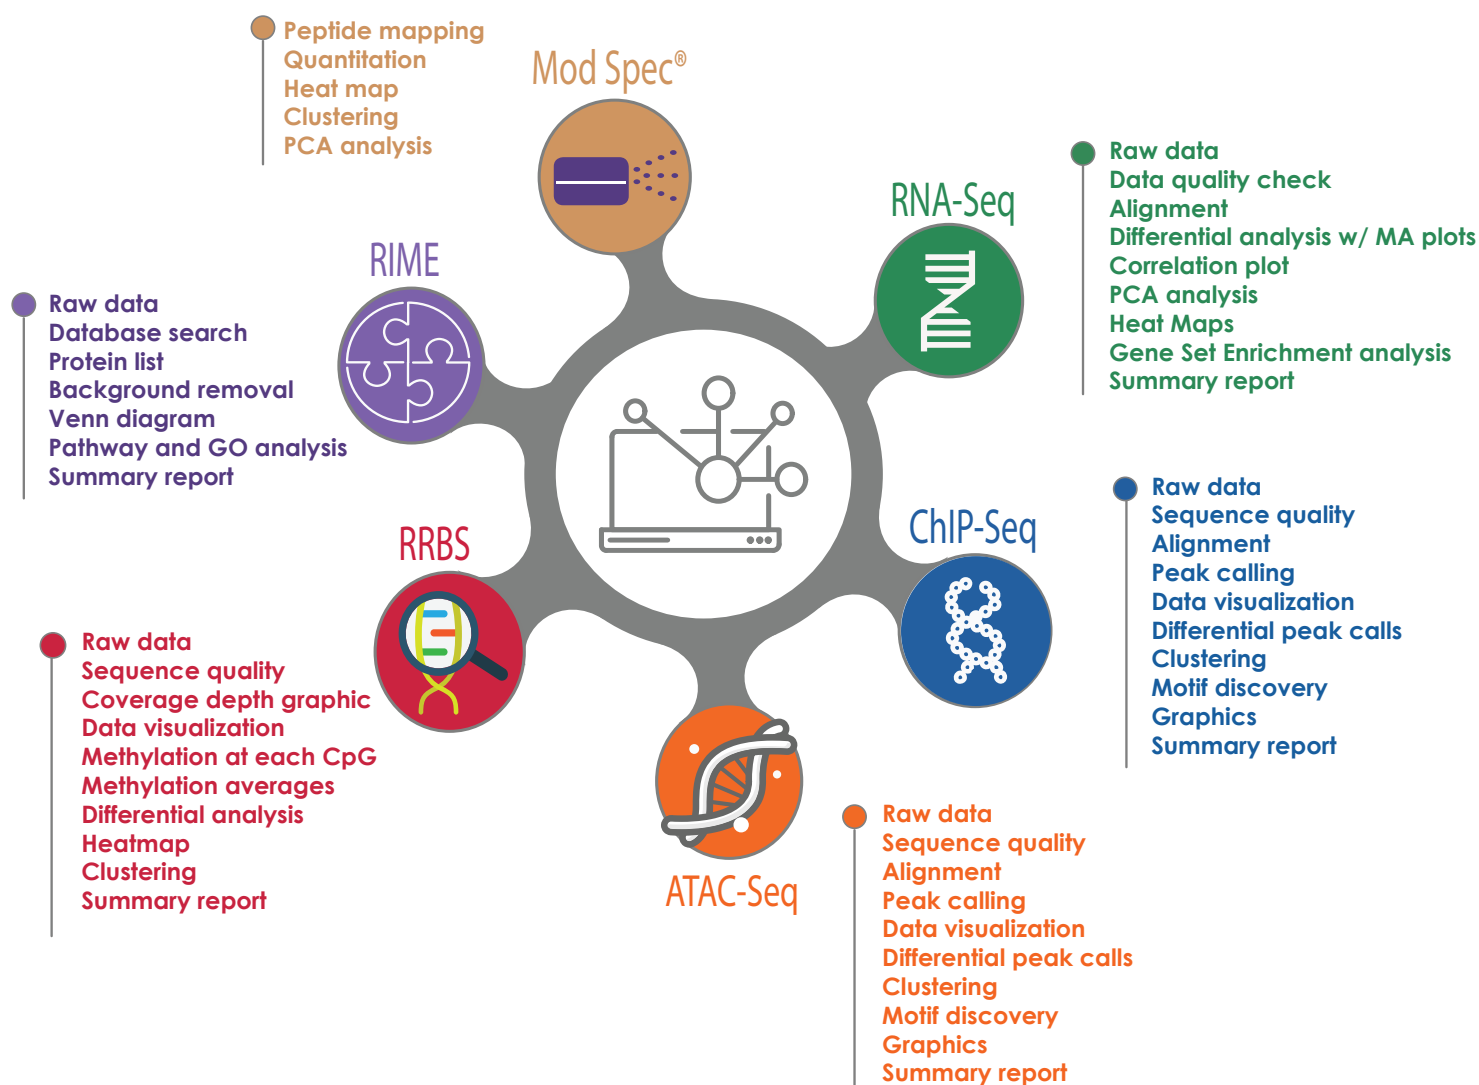 Mod Spec®
Peptide mapping
Quantitation
Heat map
Clustering
PCA analysis
RNA-Seq
Raw data
Data quality check
Alignment
Differential analysis w/ MA plots
Correlation plot
PCA analysis
Heat Maps
Gene Set Enrichment analysis
Summary report
RIME
Raw data
Database search
Protein list
Background removal
Venn diagram
Pathway and GO analysis
Summary report
ChIP-Seq
Raw data
Sequence quality
Alignment
Peak calling
Data visualization
Differential peak calls
Clustering
Motif discovery
Graphics
Summary report
RRBS
Raw data
Sequence quality
Coverage depth graphic
Data visualization
Methylation at each CpG
Methylation averages
Differential analysis
Heatmap
Clustering
Summary report
ATAC-Seq
Raw data
Sequence quality
Alignment
Peak calling
Data visualization
Differential peak calls
Clustering
Motif discovery
Graphics
Summary report